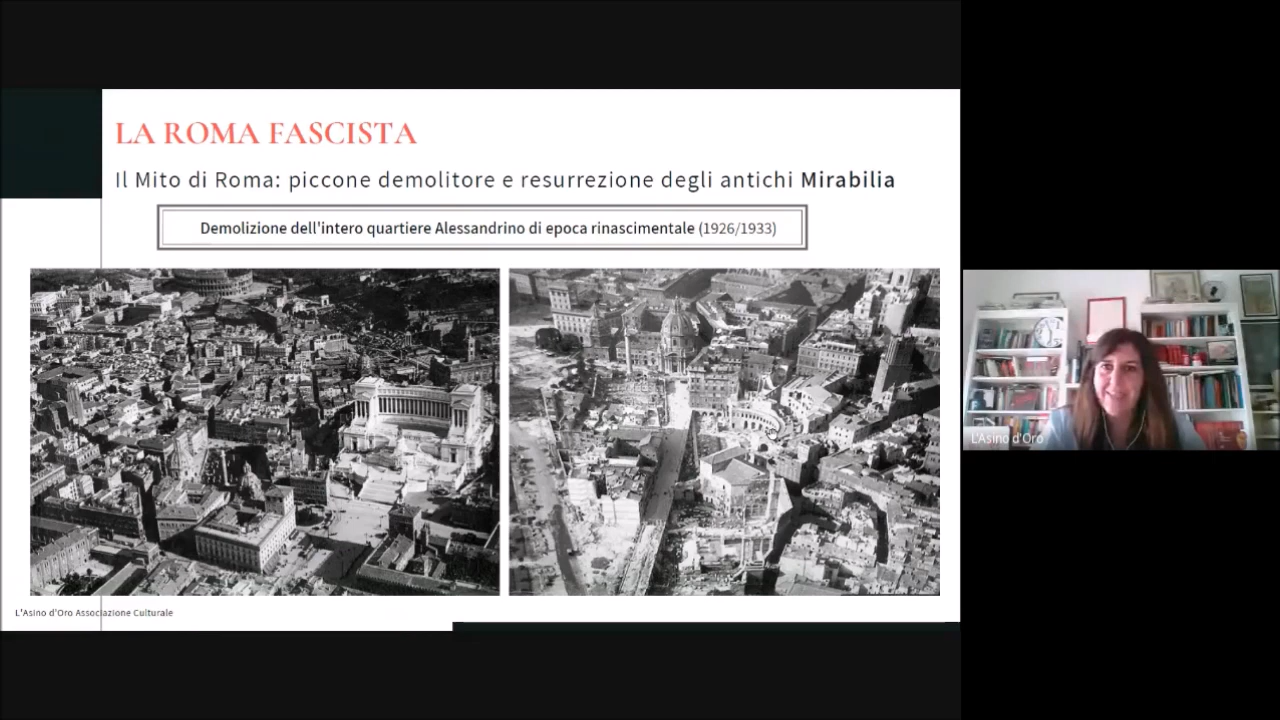 LA ROMA FASCISTA
Il Mito di Roma: piccone demolitore e resurrezione degli antichi Mirabilia
Demolizione dell'intero quartiere Alessandrino di epoca rinascimentale (1926/1933)
L'Asino d'Oro
L'Asino d'Oro Associazione Culturale